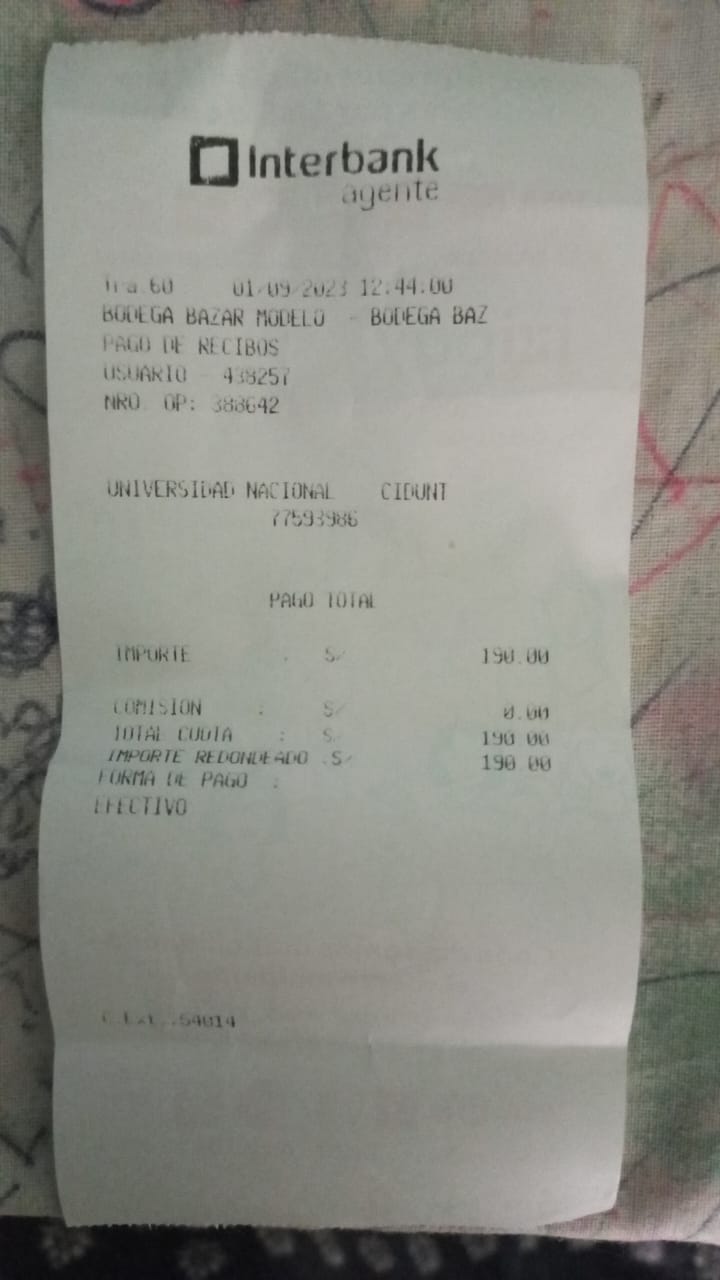 Interbank
agente
Tra.60 01/09/2023 12:44:00
BODEGA BAZAR MODELO - BODEGA BAZ
PAGO DE RECIBOS
USUARIO - 438257
NRO. OP: 388642
UNIVERSIDAD NACIONAL CIDUNT
77593986
PAGO TOTAL
IMPORTE : S/ 190.00
COMISION : S/ 0.00
TOTAL CUOTA : S/ 190.00
IMPORTE REDONDEADO :S/ 190.00
FORMA DE PAGO :
EFECTIVO